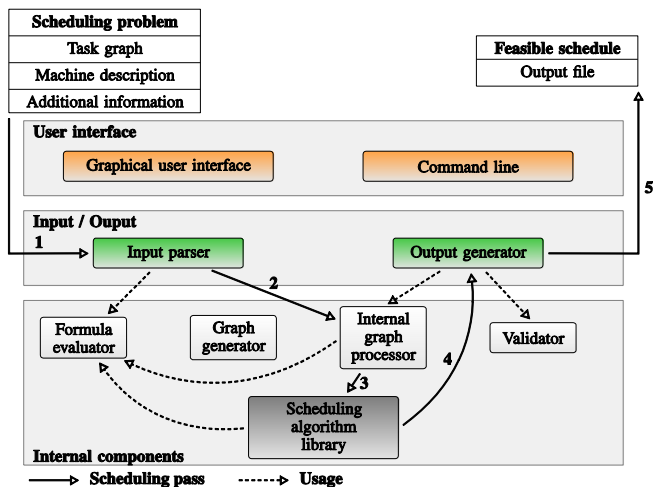 Scheduling problem
Task graph
Machine description
Additional information
Feasible schedule
Output file
User interface
Graphical user interface
Command line
5
Input / Ouput
1
Input parser
Output generator
2
Formula
evaluator
Graph
generator
Internal
graph
processor
Validator
4
3
Scheduling
algorithm
library
Internal components
Scheduling pass
Usage